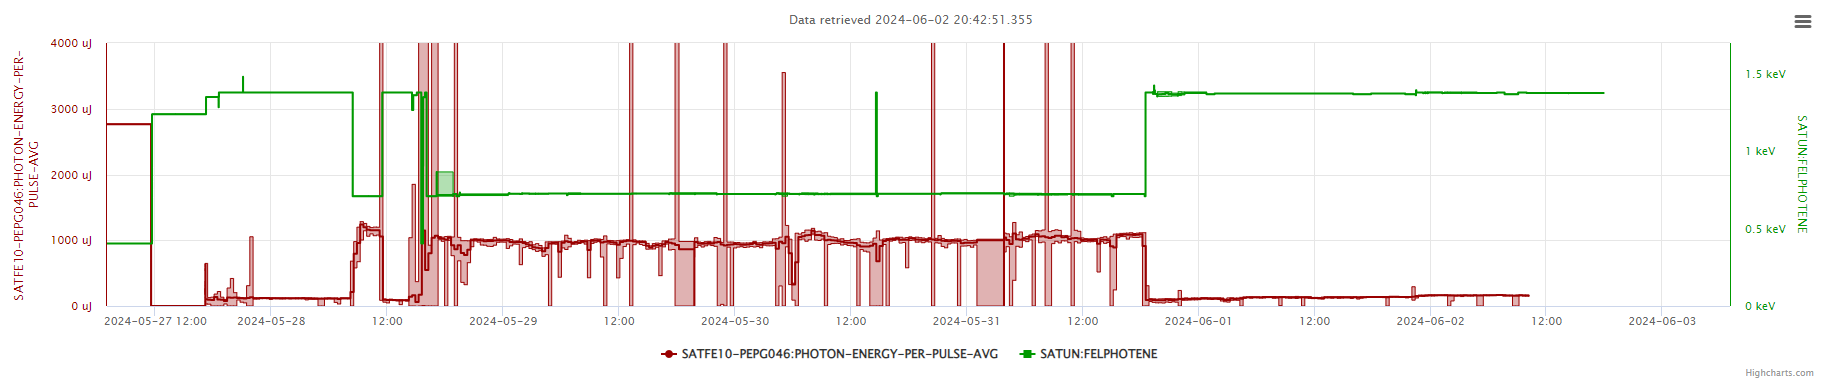 Data retrieved 2024-06-02 20:42:51.355
4000 uJ
3000 uJ
2000 uJ
1000 uJ
0 uJ
SATFE10-PEPG046:PHOTON-ENERGY-PER-
PULSE-AVG
1.5 keV
1 keV
0.5 keV
0 keV
SATUN:FELPHOTENE
2024-05-27 12:00 2024-05-28 12:00 2024-05-29 12:00 2024-05-30 12:00 2024-05-31 12:00 2024-06-01 12:00 2024-06-02 12:00 2024-06-03
SATFE10-PEPG046:PHOTON-ENERGY-PER-PULSE-AVG SATUN:FELPHOTENE
Highcharts.com